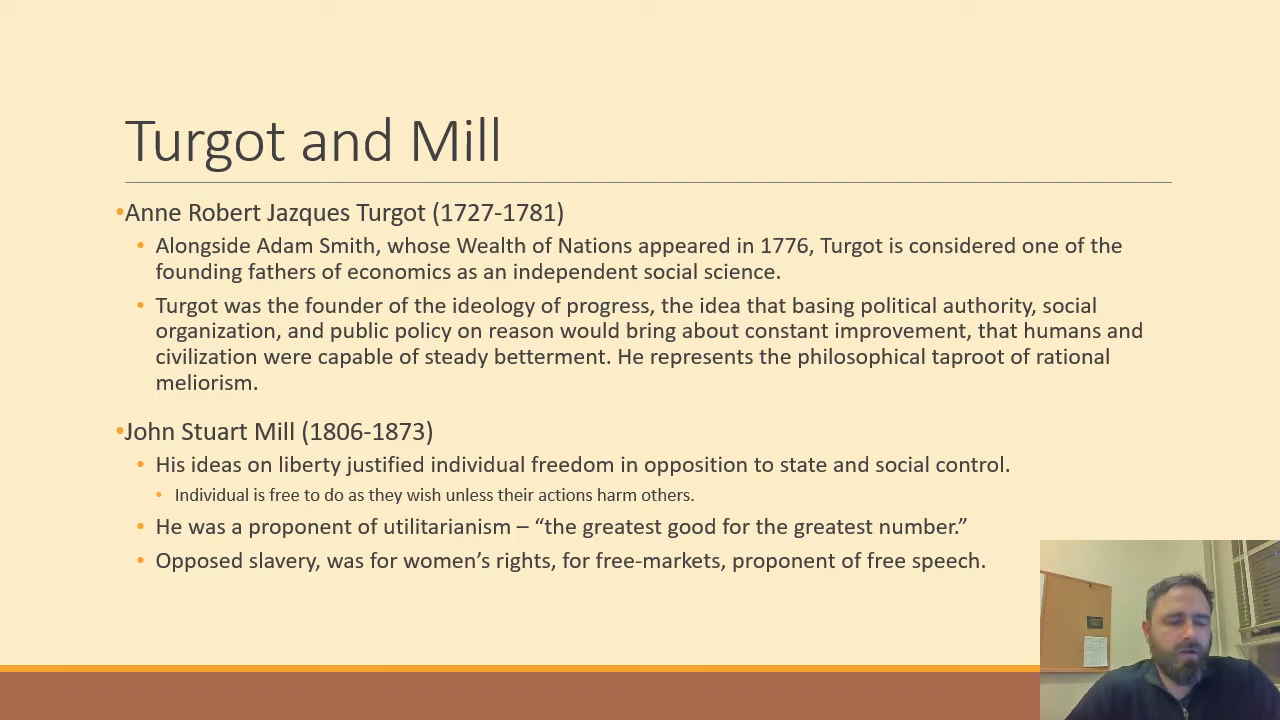 Turgot and Mill
•Anne Robert Jazques Turgot (1727-1781)
• Alongside Adam Smith, whose Wealth of Nations appeared in 1776, Turgot is considered one of the
founding fathers of economics as an independent social science.
• Turgot was the founder of the ideology of progress, the idea that basing political authority, social
organization, and public policy on reason would bring about constant improvement, that humans and
civilization were capable of steady betterment. He represents the philosophical taproot of rational
meliorism.
•John Stuart Mill (1806-1873)
• His ideas on liberty justified individual freedom in opposition to state and social control.
• Individual is free to do as they wish unless their actions harm others.
• He was a proponent of utilitarianism – “the greatest good for the greatest number.”
• Opposed slavery, was for women’s rights, for free-markets, proponent of free speech.